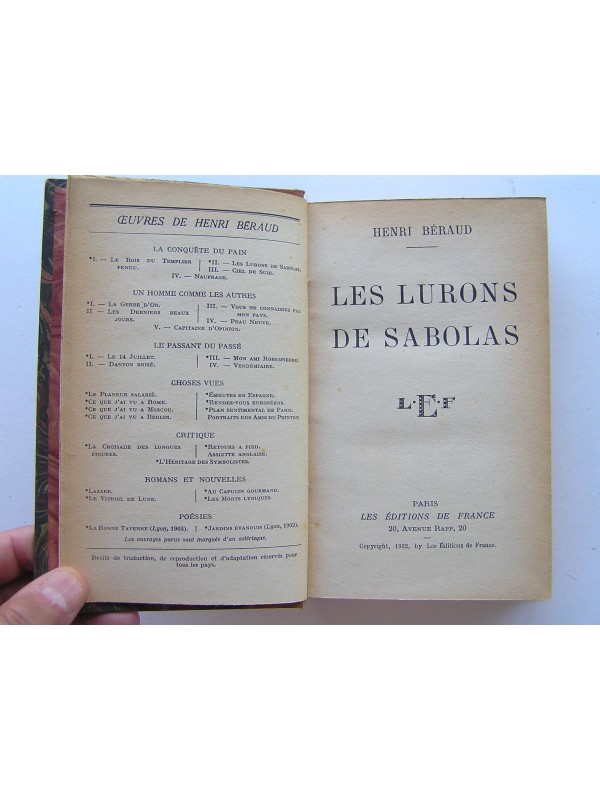 ŒUVRES DE HENRI BÉRAUD
LA CONQUÊTE DU PAIN
*I. — Le Bois du Templier pendu.
*II. — Les Lurons de Sabolas.
III. — Ciel de Suie.
IV. — Naufrage.
UN HOMME COMME LES AUTRES
*I. — La Gerbe d'Or.
II — Les Derniers beaux jours.
III. — Vous ne connaissez pas mon pays.
IV. — Peau Neuve.
V. — Capitaine d'Opinion.
LE PASSANT DU PASSÉ
*I. — Le 14 Juillet.
II. — Danton brisé.
*III. — Mon ami Robespierre.
IV. — Vendémiaire.
CHOSES VUES
*Le Flaneur salarié.
*Ce que j'ai vu a Rome.
*Ce que j'ai vu a Moscou.
*Ce que j'ai vu a Berlin.
*Émeutes en Espagne.
*Rendez-vous européens.
*Plan sentimental de Paris.
Portraits des Amis du Peintre
CRITIQUE
*La Croisade des longues figures.
*Retours a pied.
Assiette anglaise.
*L'Héritage des Symbolistes.
ROMANS ET NOUVELLES
*Lazare.
*Le Vitriol de Lune.
*Au Capucin gourmand.
*Les Morts lyriques
POÉSIES
*La Bonne Taverne (Lyon, 1903).
*Jardins évanouis (Lyon, 1902).
Les ouvrages parus sont marqués d'un astérisque.
Droits de traduction, de reproduction et d'adaptation réservés pour
tous les pays.
HENRI BÉRAUD
LES LURONS
DE SABOLAS
L·E·F
PARIS
LES ÉDITIONS DE FRANCE
20, Avenue Rapp, 20
Copyright, 1932, by Les Éditions de France.